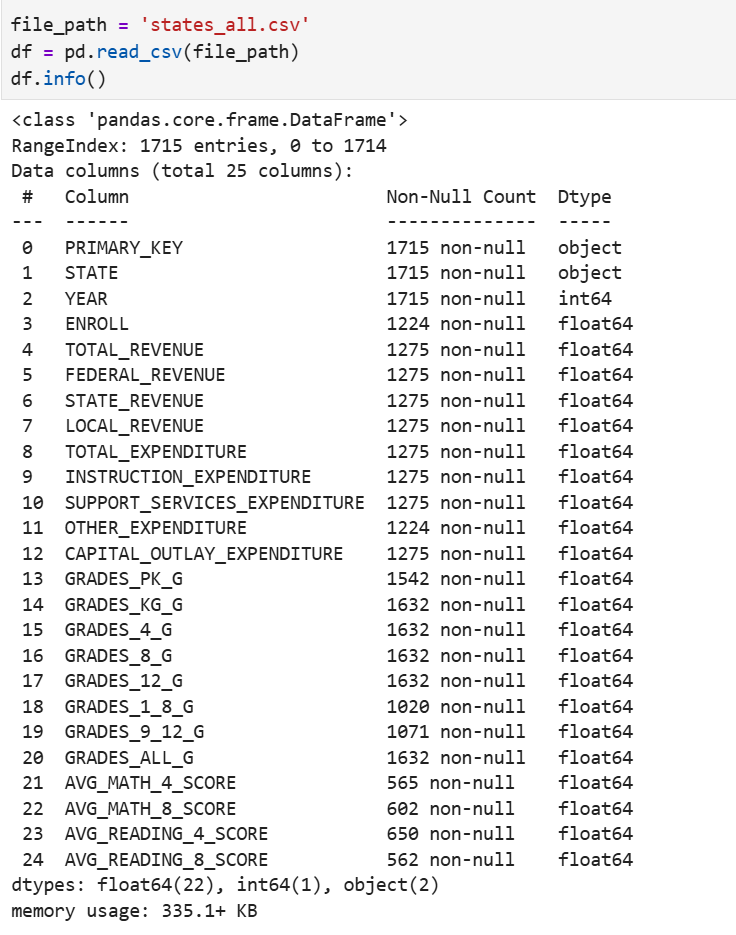 file_path = 'states_all.csv'
df = pd.read_csv(file_path)
df.info()
<class 'pandas.core.frame.DataFrame'>
RangeIndex: 1715 entries, 0 to 1714
Data columns (total 25 columns):
 #   Column                        Non-Null Count  Dtype
---  ------                        --------------  -----
 0   PRIMARY_KEY                   1715 non-null   object
 1   STATE                         1715 non-null   object
 2   YEAR                          1715 non-null   int64
 3   ENROLL                        1224 non-null   float64
 4   TOTAL_REVENUE                 1275 non-null   float64
 5   FEDERAL_REVENUE               1275 non-null   float64
 6   STATE_REVENUE                 1275 non-null   float64
 7   LOCAL_REVENUE                 1275 non-null   float64
 8   TOTAL_EXPENDITURE             1275 non-null   float64
 9   INSTRUCTION_EXPENDITURE       1275 non-null   float64
 10  SUPPORT_SERVICES_EXPENDITURE  1275 non-null   float64
 11  OTHER_EXPENDITURE             1224 non-null   float64
 12  CAPITAL_OUTLAY_EXPENDITURE    1275 non-null   float64
 13  GRADES_PK_G                   1542 non-null   float64
 14  GRADES_KG_G                   1632 non-null   float64
 15  GRADES_4_G                    1632 non-null   float64
 16  GRADES_8_G                    1632 non-null   float64
 17  GRADES_12_G                   1632 non-null   float64
 18  GRADES_1_8_G                  1020 non-null   float64
 19  GRADES_9_12_G                 1071 non-null   float64
 20  GRADES_ALL_G                  1632 non-null   float64
 21  AVG_MATH_4_SCORE              565 non-null    float64
 22  AVG_MATH_8_SCORE              602 non-null    float64
 23  AVG_READING_4_SCORE           650 non-null    float64
 24  AVG_READING_8_SCORE           562 non-null    float64
dtypes: float64(22), int64(1), object(2)
memory usage: 335.1+ KB